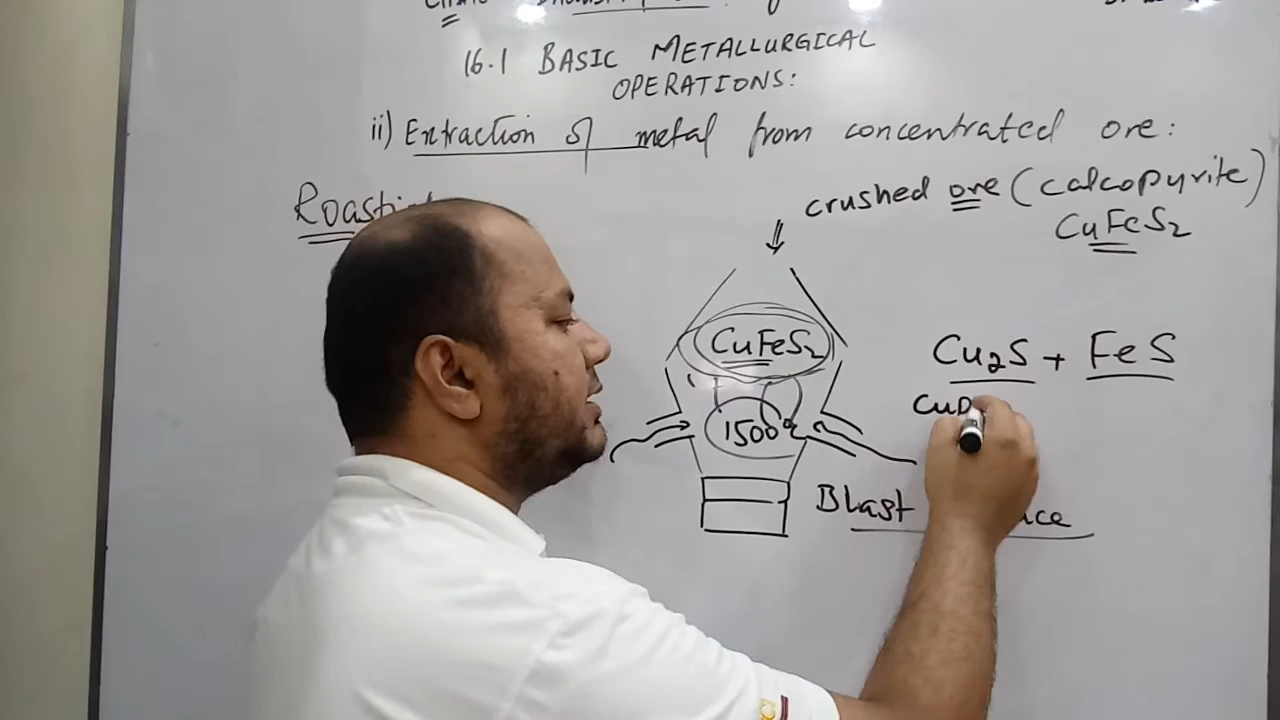 16.1 BASIC METALLURGICAL
OPERATIONS:
ii) Extraction of metal from concentrated ore:
crushed ore (calcopyrite)
CuFeS2
CuFeS2
Cu2S + FeS
1500°C
Blast